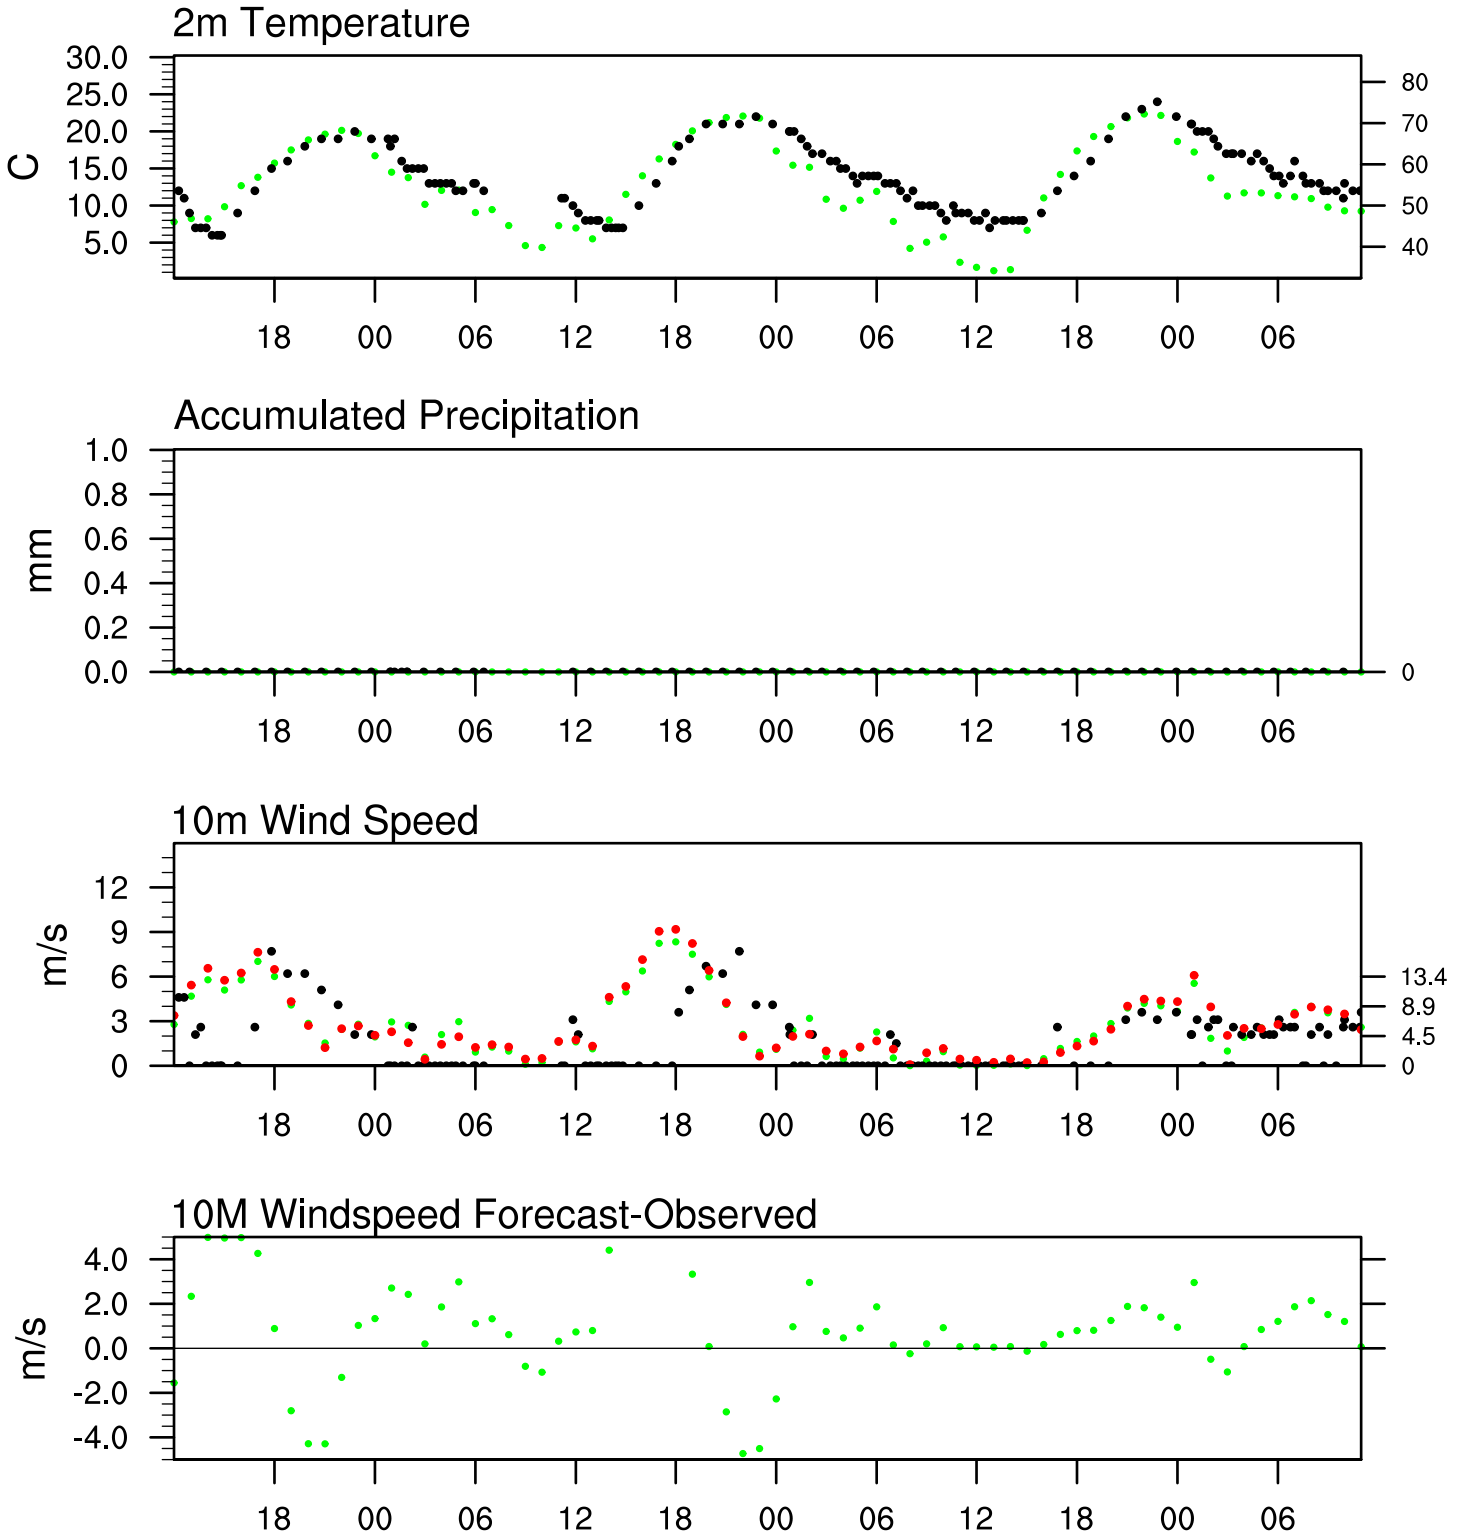 2m Temperature
30.0
25.0
20.0
15.0
10.0
5.0
C
80
70
60
50
40
18 00 06 12 18 00 06 12 18 00 06
Accumulated Precipitation
1.0
0.8
0.6
0.4
0.2
0.0
mm
0
18 00 06 12 18 00 06 12 18 00 06
10m Wind Speed
12
9
6
3
0
m/s
13.4
8.9
4.5
0
18 00 06 12 18 00 06 12 18 00 06
10M Windspeed Forecast-Observed
4.0
2.0
0.0
-2.0
-4.0
m/s
18 00 06 12 18 00 06 12 18 00 06